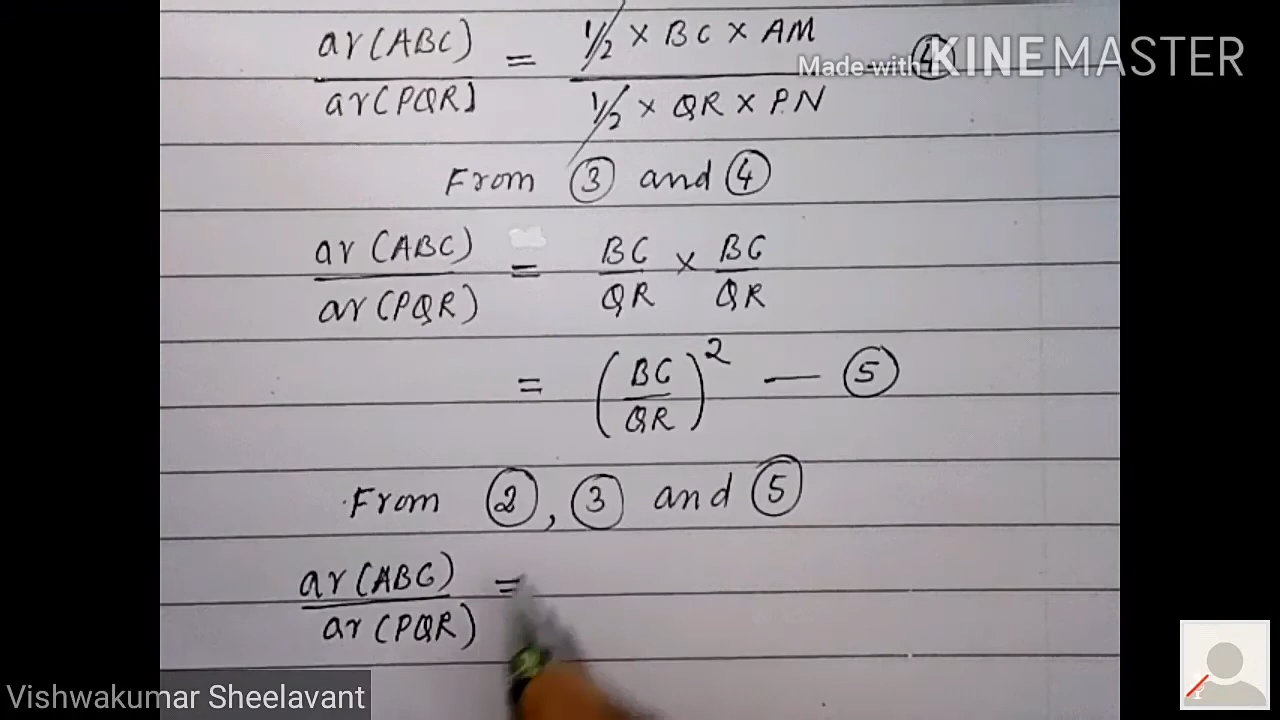 ar(ABC) / ar(PQR) = 1/2 × BC × AM / 1/2 × QR × PN ④
Made with KINEMASTER
From ③ and ④
ar(ABC) / ar(PQR) = BC/QR × BC/QR
= (BC/QR)² — ⑤
From ②, ③ and ⑤
ar(ABC) / ar(PQR) =
Vishwakumar Sheelavant